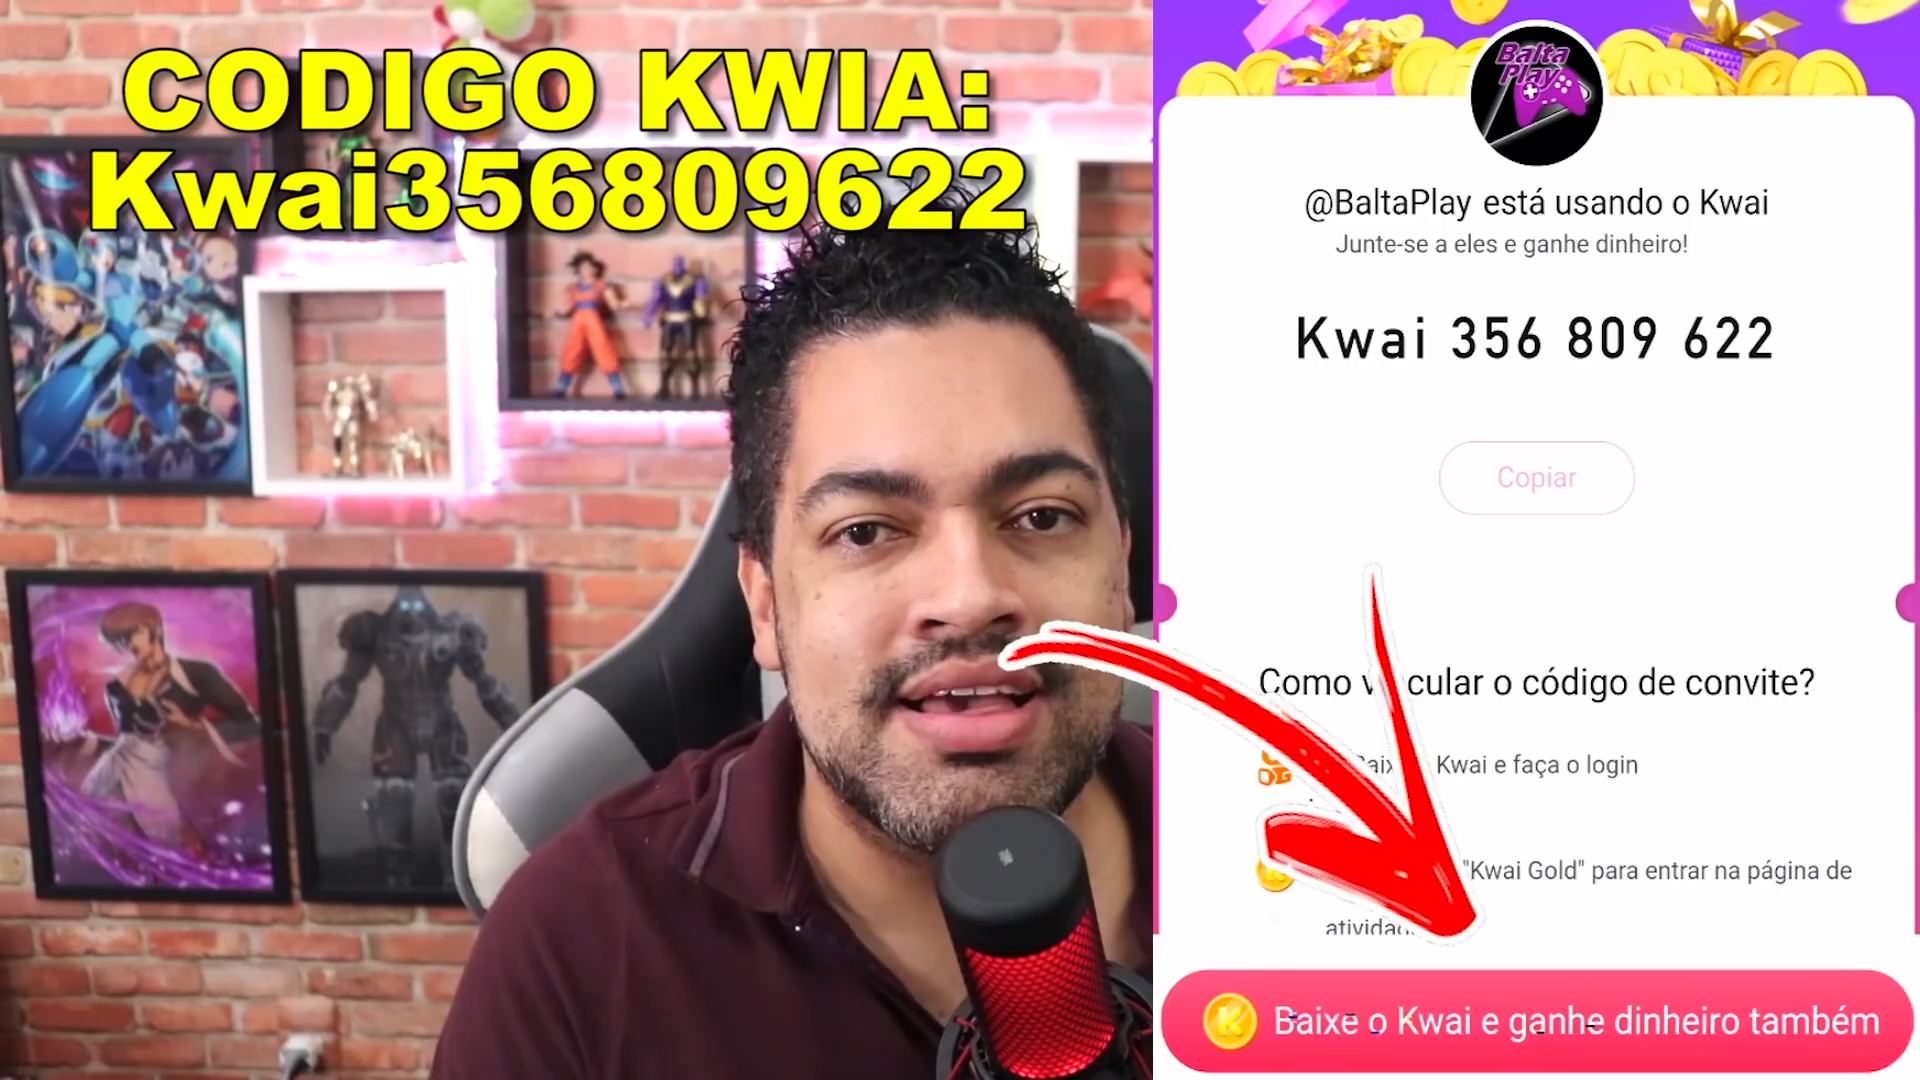 CODIGO KWIA:
Kwai356809622
Balta
Play
@BaltaPlay está usando o Kwai
Junte-se a eles e ganhe dinheiro!
Kwai 356 809 622
Copiar
Como cular o código de convite?
Kwai e faça o login
"Kwai Gold" para entrar na página de
Baixe o Kwai e ganhe dinheiro também